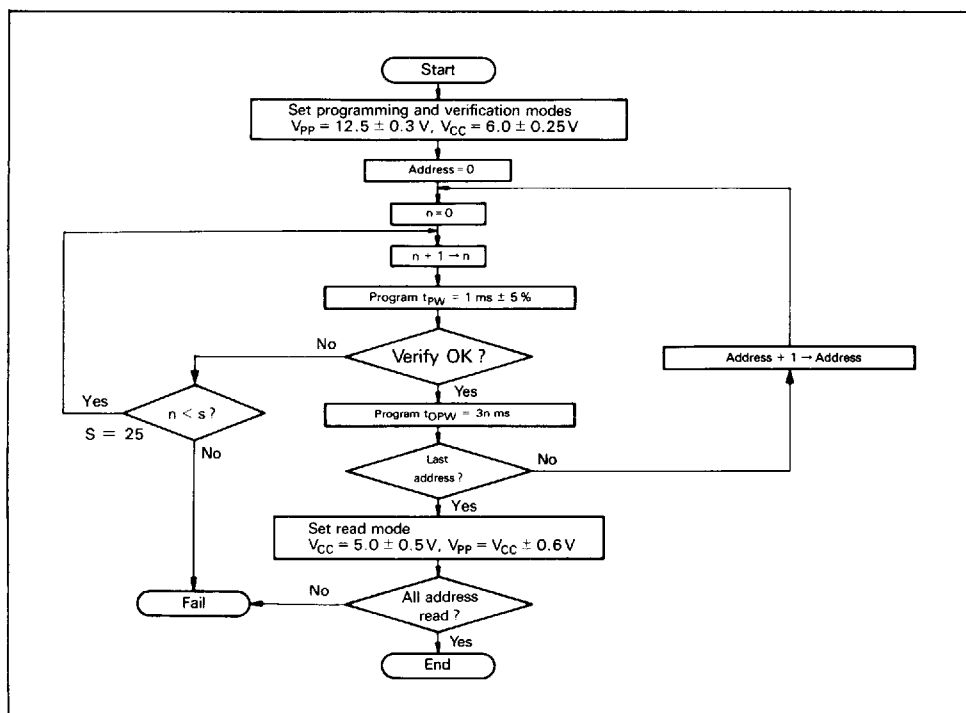 Start
Set programming and verification modes
VPP = 12.5 ± 0.3 V, VCC = 6.0 ± 0.25 V
Address = 0
n = 0
n + 1 → n
Program tPW = 1 ms ± 5 %
Verify OK ?
No
Yes
Address + 1 → Address
n < s ?
Yes
S = 25
No
Program tOPW = 3n ms
Last
address ?
No
Yes
Set read mode
VCC = 5.0 ± 0.5 V, VPP = VCC ± 0.6 V
All address
read ?
No
Fail
Yes
End